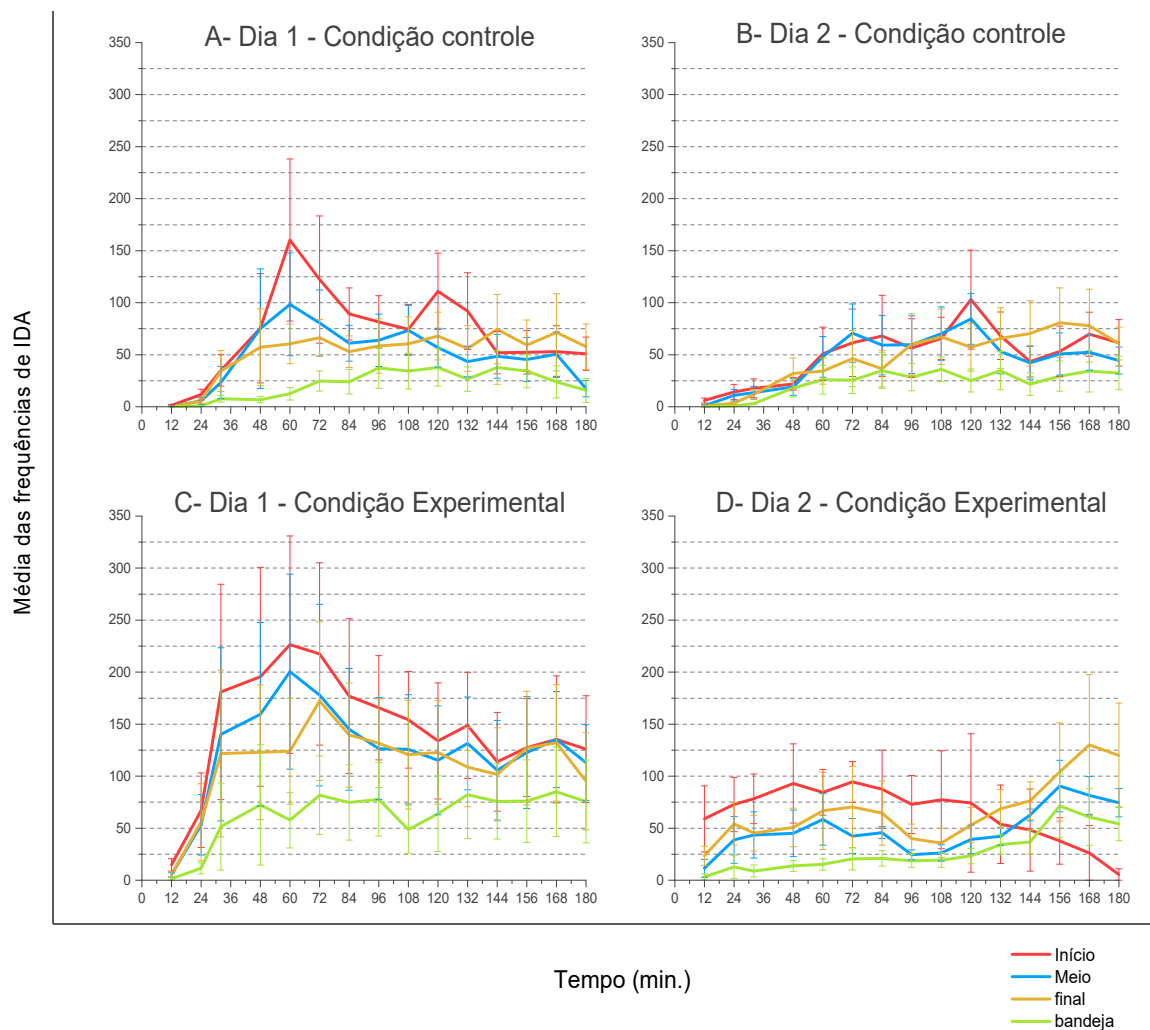 Média das frequências de IDA
A- Dia 1 - Condição controle
350
300
250
200
150
100
50
0
0 12 24 36 48 60 72 84 96 108 120 132 144 156 168 180
B- Dia 2 - Condição controle
350
300
250
200
150
100
50
0
0 12 24 36 48 60 72 84 96 108 120 132 144 156 168 180
C- Dia 1 - Condição Experimental
350
300
250
200
150
100
50
0
0 12 24 36 48 60 72 84 96 108 120 132 144 156 168 180
D- Dia 2 - Condição Experimental
350
300
250
200
150
100
50
0
0 12 24 36 48 60 72 84 96 108 120 132 144 156 168 180
Tempo (min.)
Início
Meio
final
bandeja